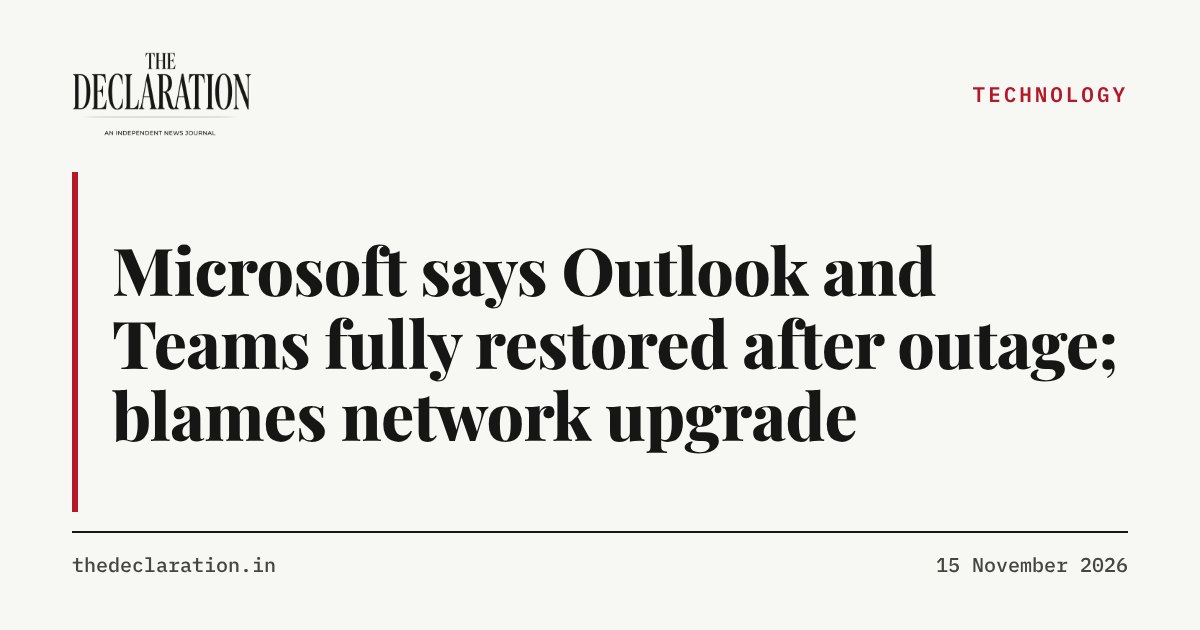 THE
DECLARATION
AN INDEPENDENT NEWS JOURNAL
TECHNOLOGY
Microsoft says Outlook and
Teams fully restored after outage;
blames network upgrade
thedeclaration.in
15 November 2026